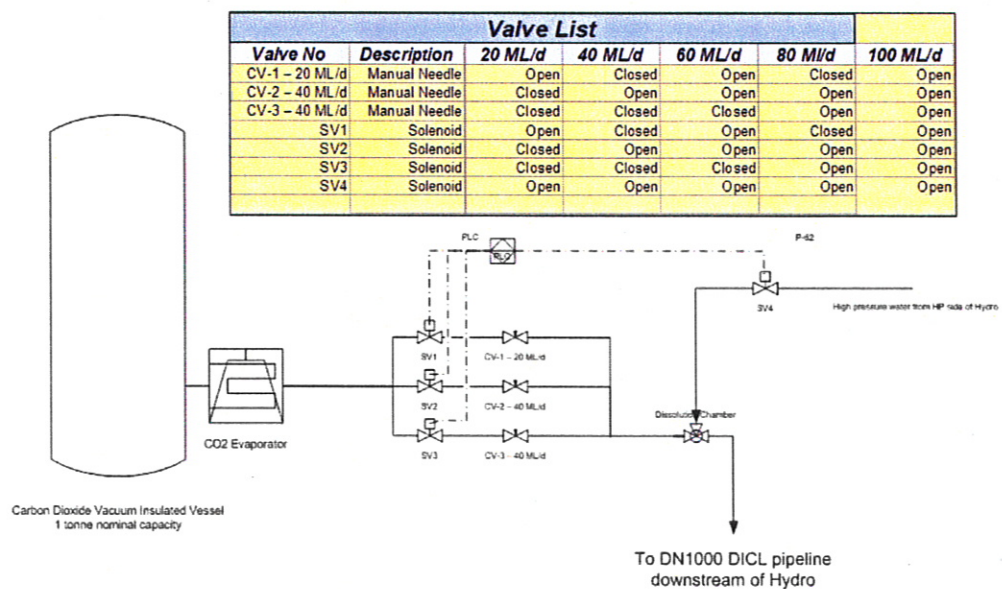 Valve List
Valve No Description 20 ML/d 40 ML/d 60 ML/d 80 Ml/d 100 ML/d
CV-1 – 20 ML/d Manual Needle Open Closed Open Closed Open
CV-2 – 40 ML/d Manual Needle Closed Open Open Open Open
CV-3 – 40 ML/d Manual Needle Closed Closed Closed Open Open
SV1 Solenoid Open Closed Open Closed Open
SV2 Solenoid Closed Open Open Open Open
SV3 Solenoid Closed Closed Closed Open Open
SV4 Solenoid Open Open Open Open Open
PLC P-62
PLC
SV4 High pressure water from HP side of Hydro
SV1 CV-1 – 20 ML/d
SV2 CV-2 – 40 ML/d
Dissolution Chamber
CO2 Evaporator
SV3 CV-3 – 40 ML/d
Carbon Dioxide Vacuum Insulated Vessel
1 tonne nominal capacity
To DN1000 DICL pipeline
downstream of Hydro